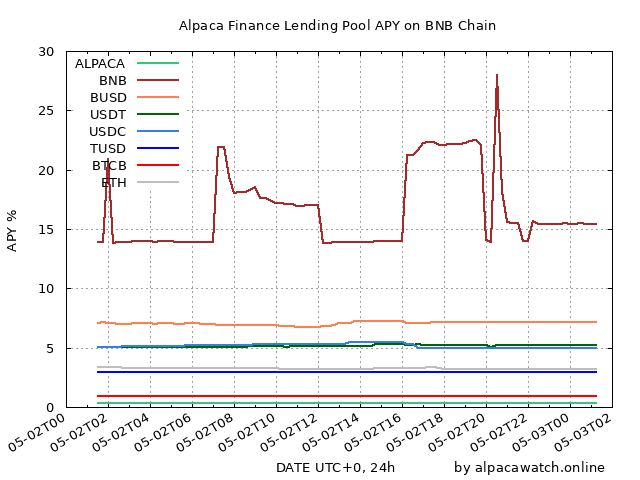 Alpaca Finance Lending Pool APY on BNB Chain
30
25
20
15
10
5
0
APY %
ALPACA
BNB
BUSD
USDT
USDC
TUSD
BTCB
ETH
05-02T00
05-02T02
05-02T04
05-02T06
05-02T08
05-02T10
05-02T12
05-02T14
05-02T16
05-02T18
05-02T20
05-02T22
05-03T00
05-03T02
DATE UTC+0, 24h
by alpacawatch.online